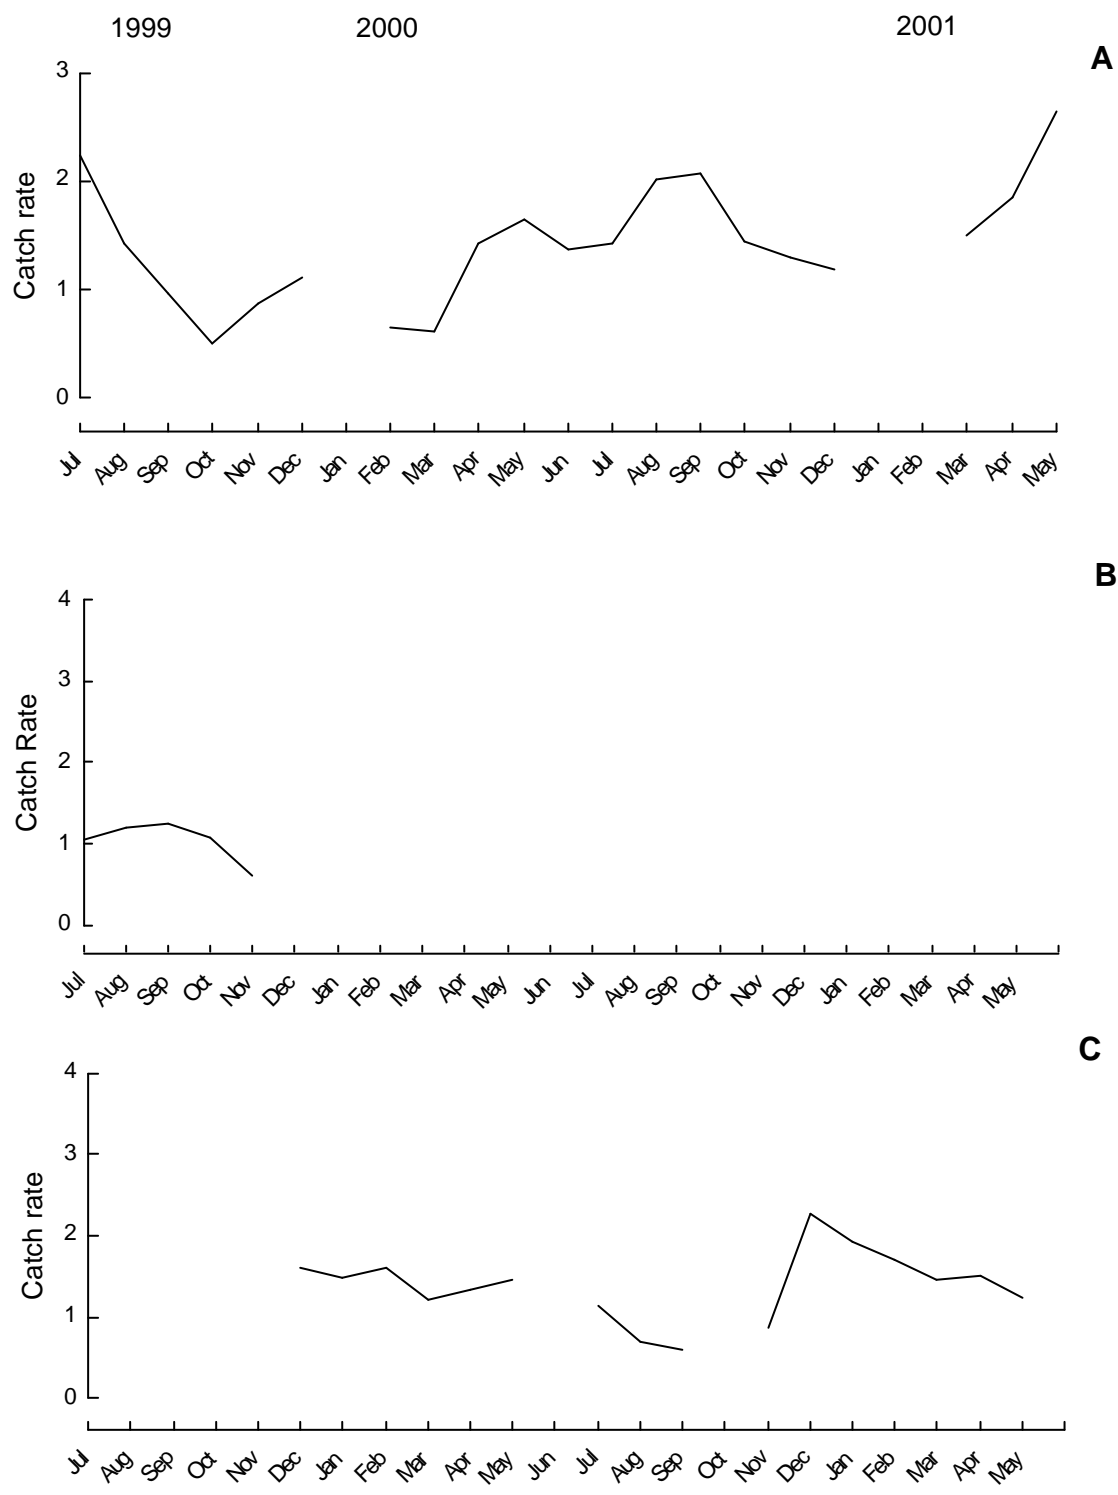 1999 2000 2001
A
3
2
1
0
Catch rate
Jul Aug Sep Oct Nov Dec Jan Feb Mar Apr May Jun Jul Aug Sep Oct Nov Dec Jan Feb Mar Apr May
B
4
3
2
1
0
Catch Rate
Jul Aug Sep Oct Nov Dec Jan Feb Mar Apr May Jun Jul Aug Sep Oct Nov Dec Jan Feb Mar Apr May
C
4
3
2
1
0
Catch rate
Jul Aug Sep Oct Nov Dec Jan Feb Mar Apr May Jun Jul Aug Sep Oct Nov Dec Jan Feb Mar Apr May